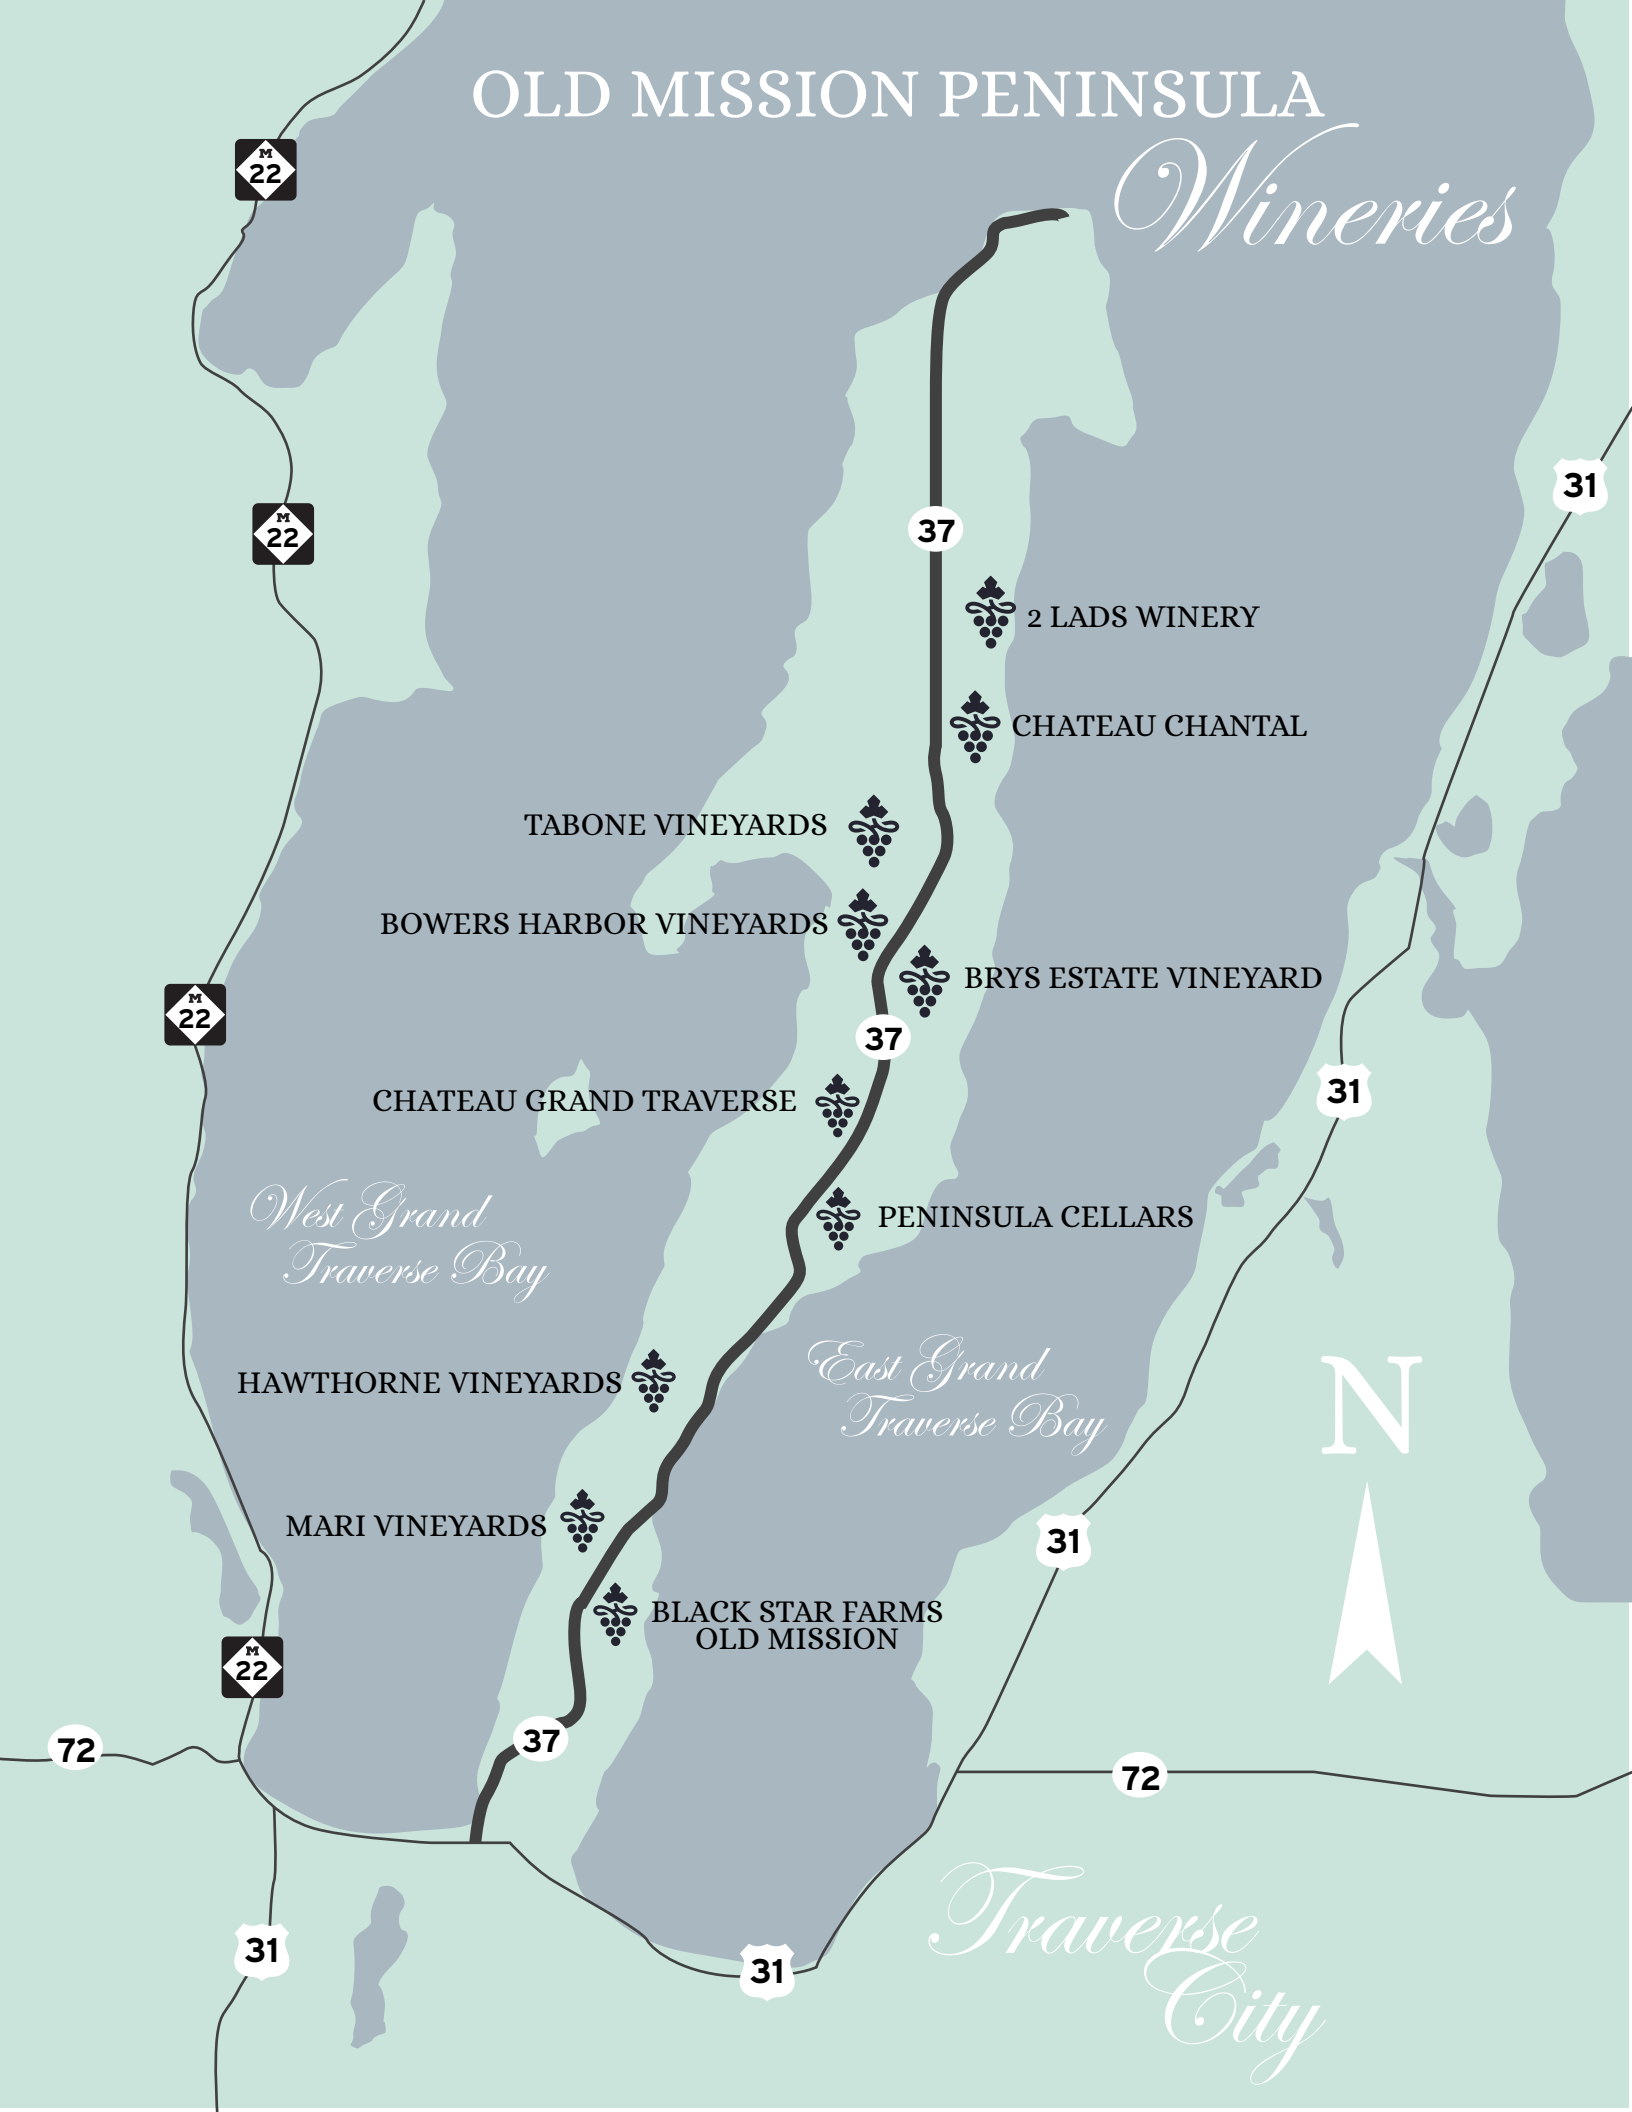 OLD MISSION PENINSULA
Wineries
M
22
31
M
22
37
2 LADS WINERY
CHATEAU CHANTAL
TABONE VINEYARDS
BOWERS HARBOR VINEYARDS
BRYS ESTATE VINEYARD
M
22
37
31
CHATEAU GRAND TRAVERSE
West Grand
Traverse Bay
PENINSULA CELLARS
East Grand
Traverse Bay
HAWTHORNE VINEYARDS
N
MARI VINEYARDS
31
BLACK STAR FARMS
OLD MISSION
M
22
37
72
72
Traverse
City
31
31